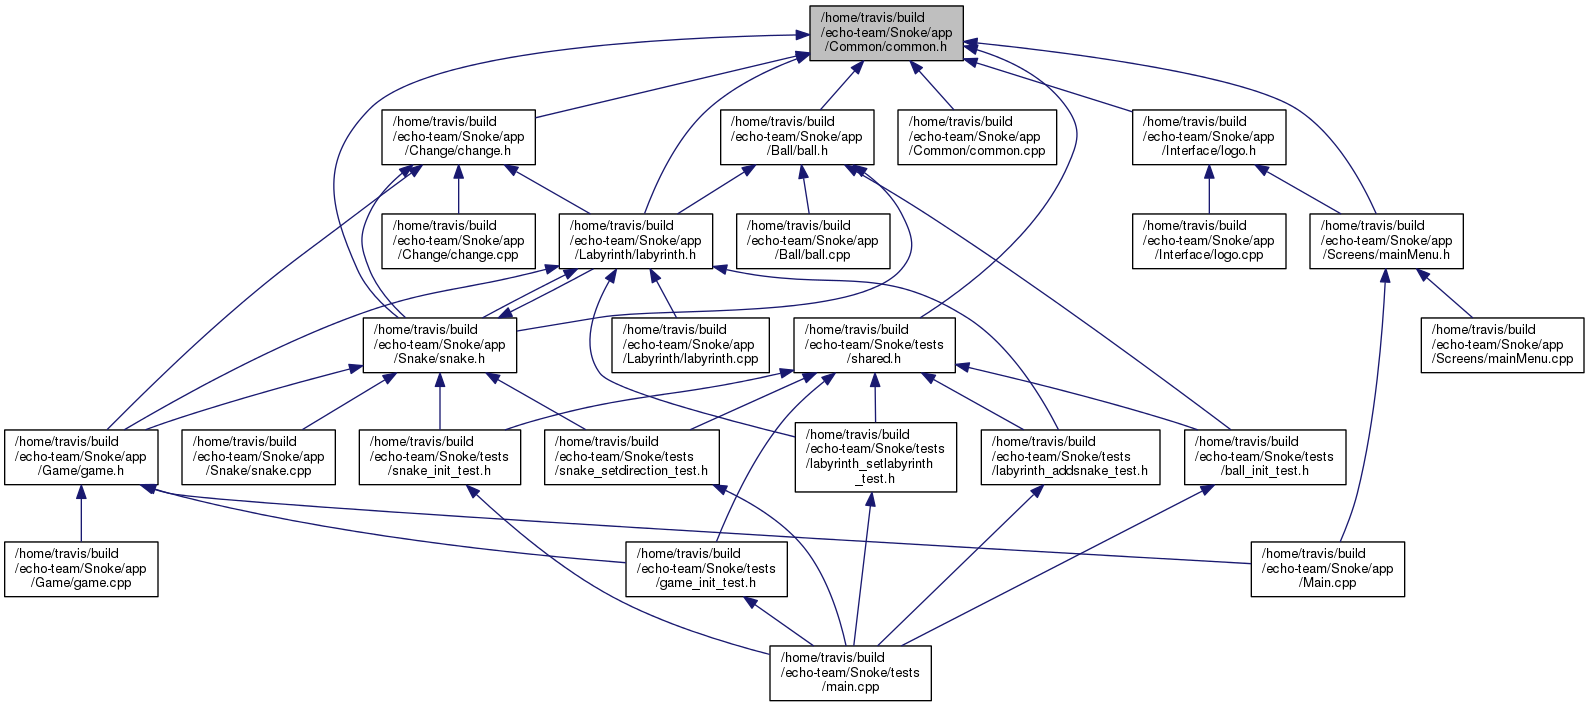 /home/travis/build
/echo-team/Snoke/app
/Common/common.h
/home/travis/build
/echo-team/Snoke/app
/Change/change.h
/home/travis/build
/echo-team/Snoke/app
/Ball/ball.h
/home/travis/build
/echo-team/Snoke/app
/Common/common.cpp
/home/travis/build
/echo-team/Snoke/app
/Interface/logo.h
/home/travis/build
/echo-team/Snoke/app
/Change/change.cpp
/home/travis/build
/echo-team/Snoke/app
/Labyrinth/labyrinth.h
/home/travis/build
/echo-team/Snoke/app
/Ball/ball.cpp
/home/travis/build
/echo-team/Snoke/app
/Interface/logo.cpp
/home/travis/build
/echo-team/Snoke/app
/Screens/mainMenu.h
/home/travis/build
/echo-team/Snoke/app
/Snake/snake.h
/home/travis/build
/echo-team/Snoke/app
/Labyrinth/labyrinth.cpp
/home/travis/build
/echo-team/Snoke/tests
/shared.h
/home/travis/build
/echo-team/Snoke/app
/Screens/mainMenu.cpp
/home/travis/build
/echo-team/Snoke/app
/Game/game.h
/home/travis/build
/echo-team/Snoke/app
/Snake/snake.cpp
/home/travis/build
/echo-team/Snoke/tests
/snake_init_test.h
/home/travis/build
/echo-team/Snoke/tests
/snake_setdirection_test.h
/home/travis/build
/echo-team/Snoke/tests
/labyrinth_setlabyrinth
_test.h
/home/travis/build
/echo-team/Snoke/tests
/labyrinth_addsnake_test.h
/home/travis/build
/echo-team/Snoke/tests
/ball_init_test.h
/home/travis/build
/echo-team/Snoke/app
/Game/game.cpp
/home/travis/build
/echo-team/Snoke/tests
/game_init_test.h
/home/travis/build
/echo-team/Snoke/app
/Main.cpp
/home/travis/build
/echo-team/Snoke/tests
/main.cpp